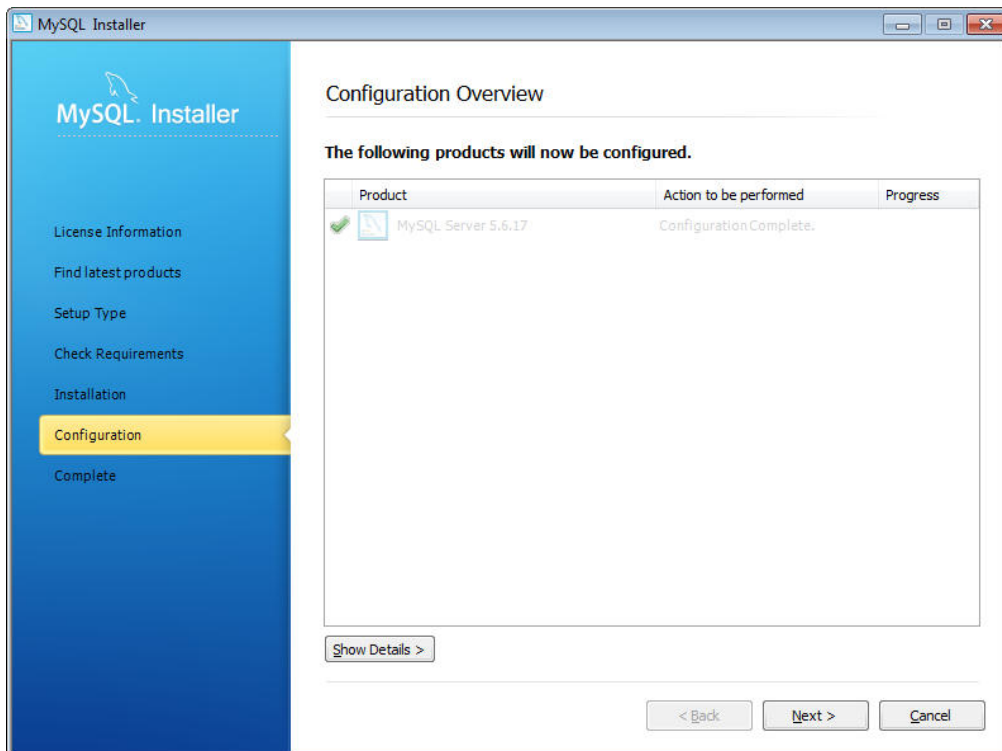 MySQL Installer
MySQL. Installer
License Information
Find latest products
Setup Type
Check Requirements
Installation
Configuration
Complete
Configuration Overview
The following products will now be configured.
Product Action to be performed Progress
MySQL Server 5.6.17 Configuration Complete.
Show Details >
< Back Next > Cancel